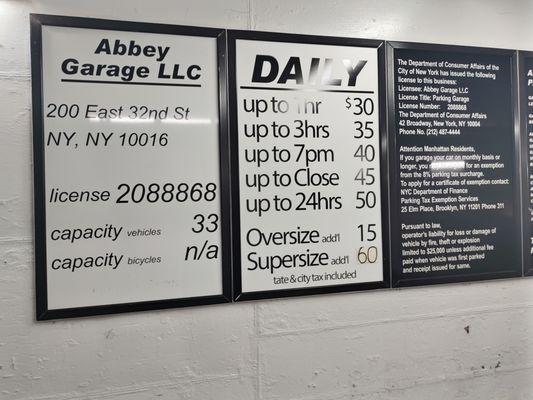 Abbey
Garage LLC
200 East 32nd St
NY, NY 10016
license 2088868
capacity vehicles 33
capacity bicycles n/a
DAILY
up to 1hr $30
up to 3hrs 35
up to 7pm 40
up to Close 45
up to 24hrs 50
Oversize add'l 15
Supersize add'l 60
tate & city tax included
The Department of Consumer Affairs of the
City of New York has issued the following
license to this business:
Licensee: Abbey Garage LLC
License Title: Parking Garage
License Number: 2088868
The Department of Consumer Affairs
42 Broadway, New York, NY 10004
Phone No. (212) 487-4444
Attention Manhattan Residents,
If you garage your car on monthly basis or
longer, you for an exemption
from the 8% parking tax surcharge.
To apply for a certificate of exemption contact:
NYC Department of Finance
Parking Tax Exemption Services
25 Elm Place, Brooklyn, NY 11201 Phone 311
Pursuant to law,
operator's liability for loss or damage of
vehicle by fire, theft or explosion
limited to $25,000 unless additional fee
paid when vehicle was first parked
and receipt issued for same.